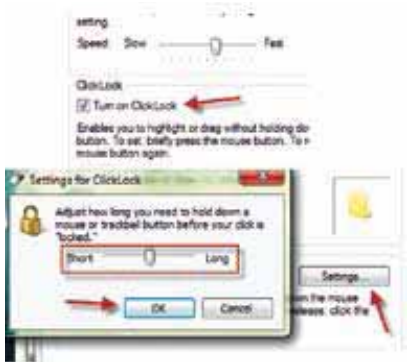 setting.
Speed: Slow Fast
ClickLock
Turn on ClickLock
Enables you to highlight or drag without holding do
button. To set, briefly press the mouse button. To r
mouse button again.
Settings for ClickLock
Adjust how long you need to hold down a
mouse or trackball button before your click is
"locked."
Short Long
OK Cancel
Settings...
wn the mouse
release, click the